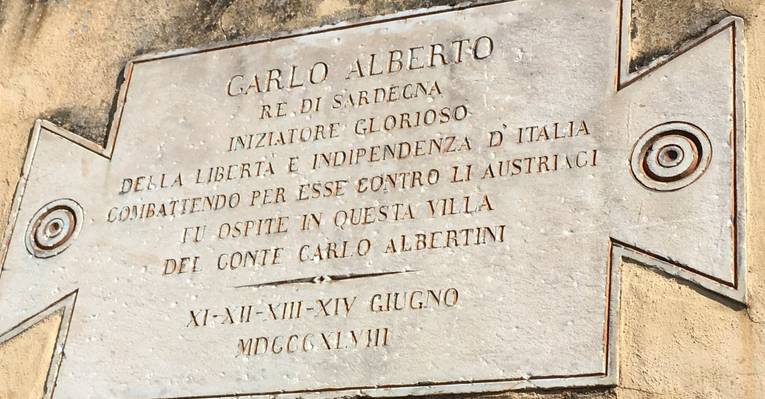 CARLO ALBERTO
RE DI SARDEGNA
INIZIATORE GLORIOSO
DELLA LIBERTÀ E INDIPENDENZA D'ITALIA
COMBATTENDO PER ESSE CONTRO LI AUSTRIACI
FU OSPITE IN QUESTA VILLA
DEL CONTE CARLO ALBERTINI
XI-XII-XIII-XIV GIUGNO
MDCCCXLVIII